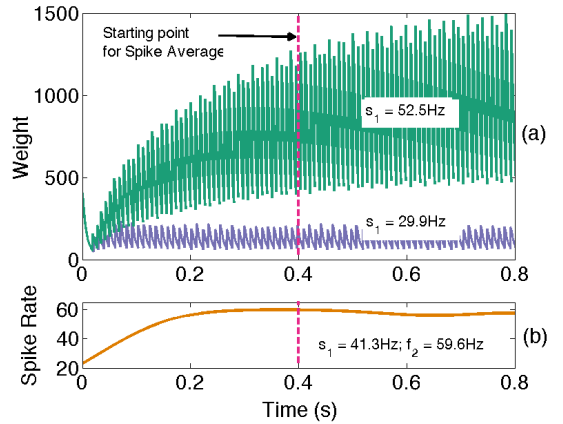 1500
Starting point
for Spike Average
1000
s1 = 52.5Hz
(a)
Weight
500
s1 = 29.9Hz
0
0 0.2 0.4 0.6 0.8
60
40
20
Spike Rate
(b)
s1 = 41.3Hz; f2 = 59.6Hz
0 0.2 0.4 0.6 0.8
Time (s)